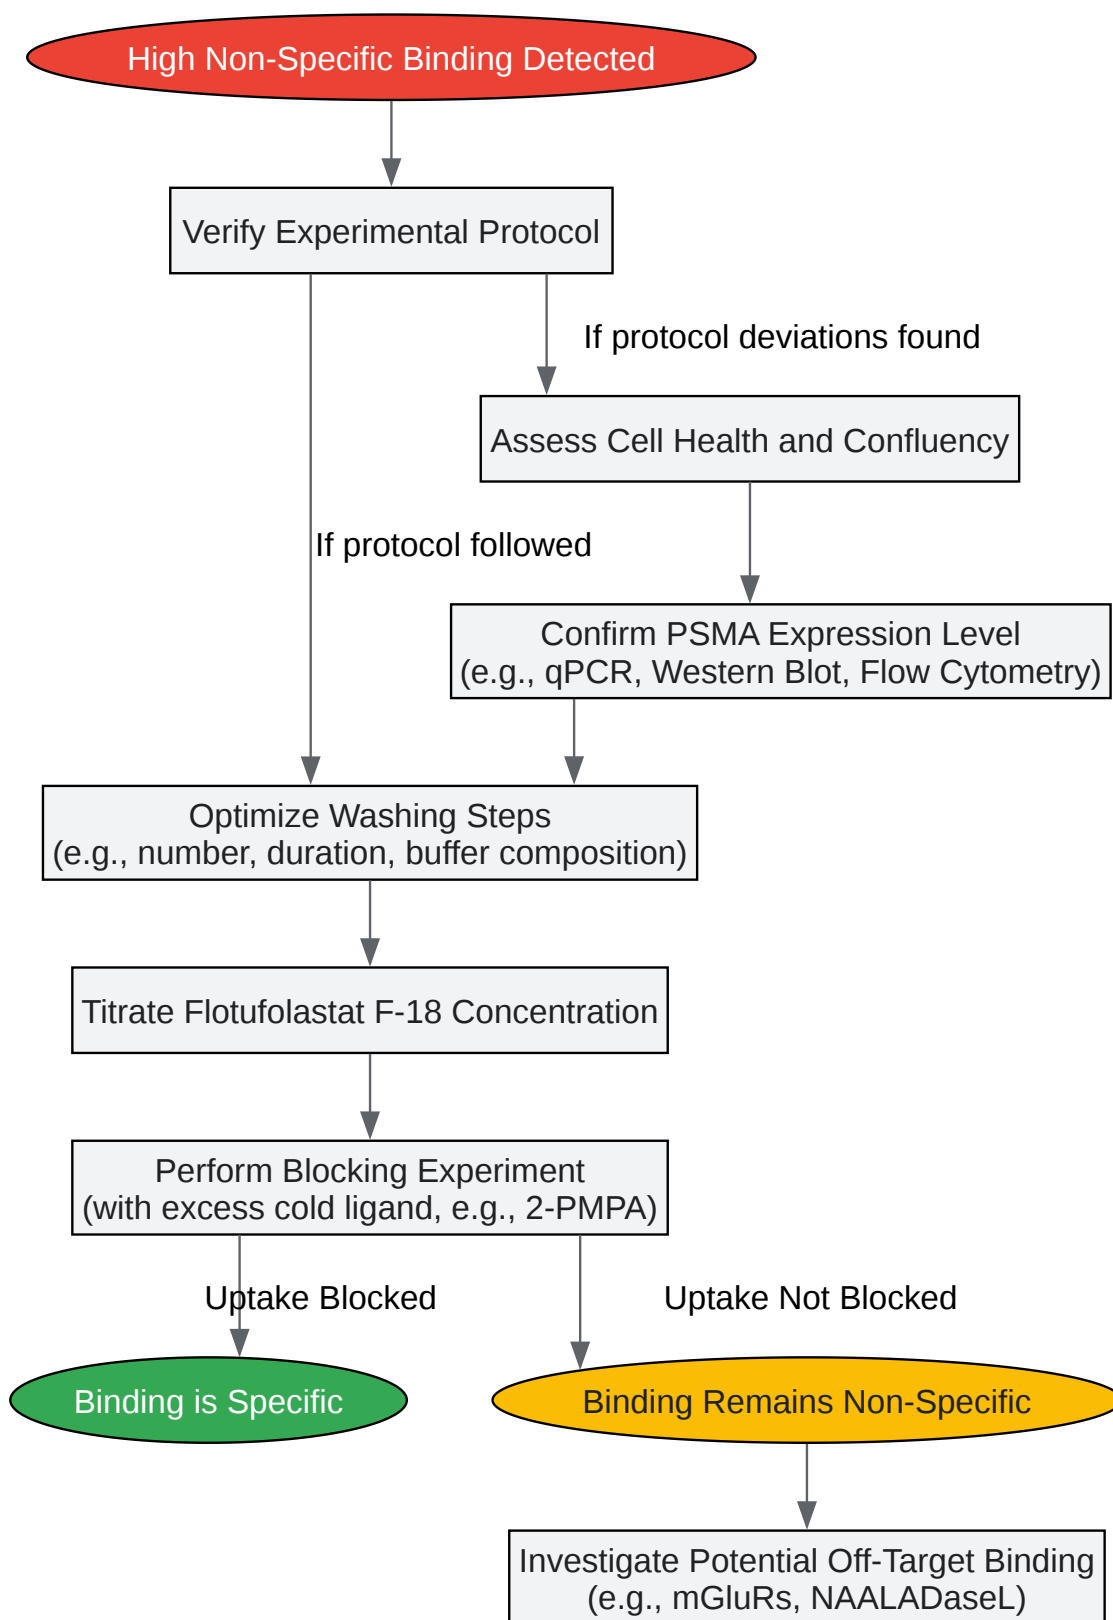 High Non-Specific Binding Detected
Verify Experimental Protocol
If protocol deviations found
Assess Cell Health and Confluency
If protocol followed
Confirm PSMA Expression Level
(e.g., qPCR, Western Blot, Flow Cytometry)
Optimize Washing Steps
(e.g., number, duration, buffer composition)
Titrate Flotufolastat F-18 Concentration
Perform Blocking Experiment
(with excess cold ligand, e.g., 2-PMPA)
Uptake Blocked
Uptake Not Blocked
Binding is Specific
Binding Remains Non-Specific
Investigate Potential Off-Target Binding
(e.g., mGluRs, NAALADaseL)